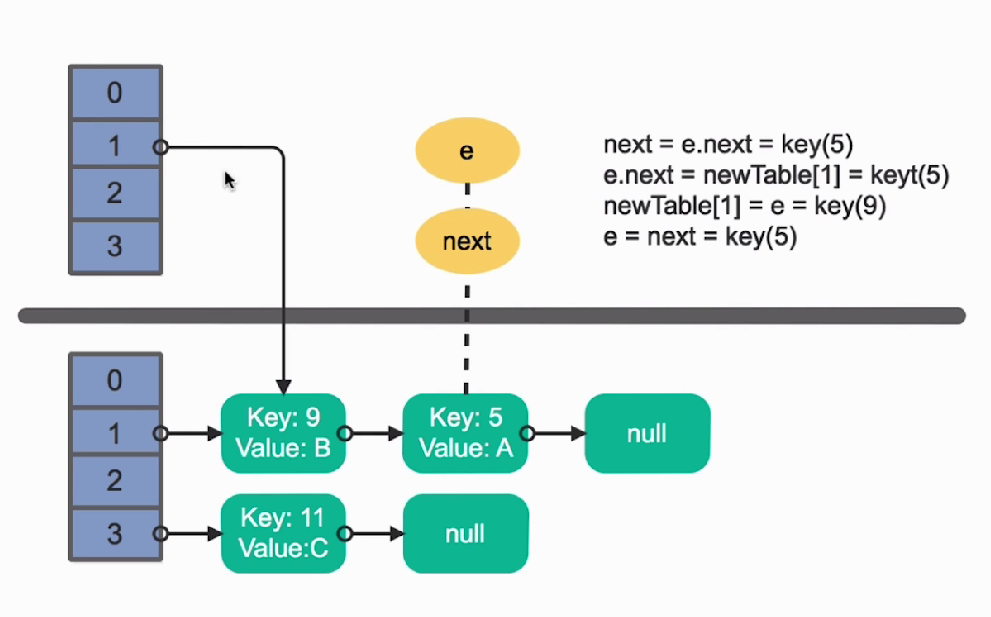 0
1
2
3
e
next
next = e.next = key(5)
e.next = newTable[1] = keyt(5)
newTable[1] = e = key(9)
e = next = key(5)
0
1
2
3
Key: 9
Value: B
Key: 5
Value: A
null
Key: 11
Value:C
null